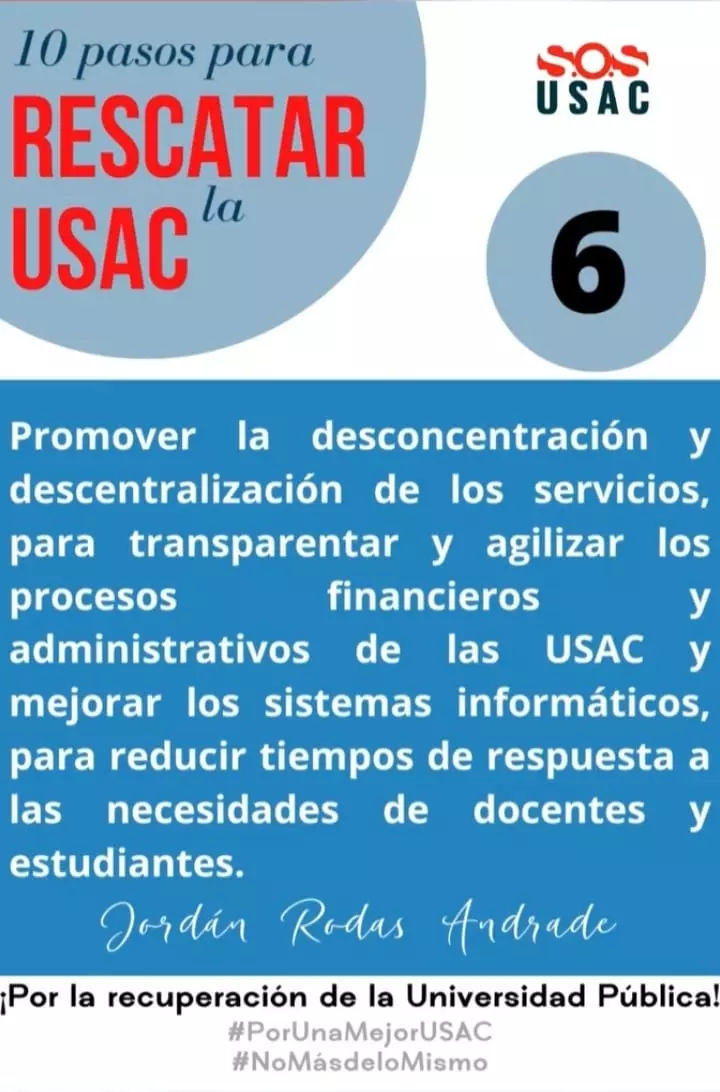 10 pasos para
RESCATAR
la
USAC
S.O.S
USAC
6
Promover la desconcentración y
descentralización de los servicios,
para transparentar y agilizar los
procesos financieros y
administrativos de las USAC y
mejorar los sistemas informáticos,
para reducir tiempos de respuesta a
las necesidades de docentes y
estudiantes.
Jordán Rodas Andrade
¡Por la recuperación de la Universidad Pública!
#PorUnaMejorUSAC
#NoMásdeloMismo